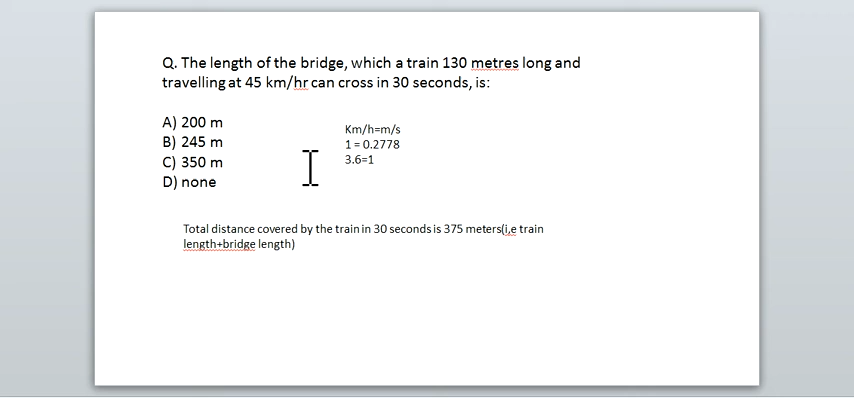 Q. The length of the bridge, which a train 130 metres long and
travelling at 45 km/hr can cross in 30 seconds, is:
A) 200 m
B) 245 m
C) 350 m
D) none
Km/h=m/s
1 = 0.2778
3.6=1
Total distance covered by the train in 30 seconds is 375 meters(i,e train
length+bridge length)